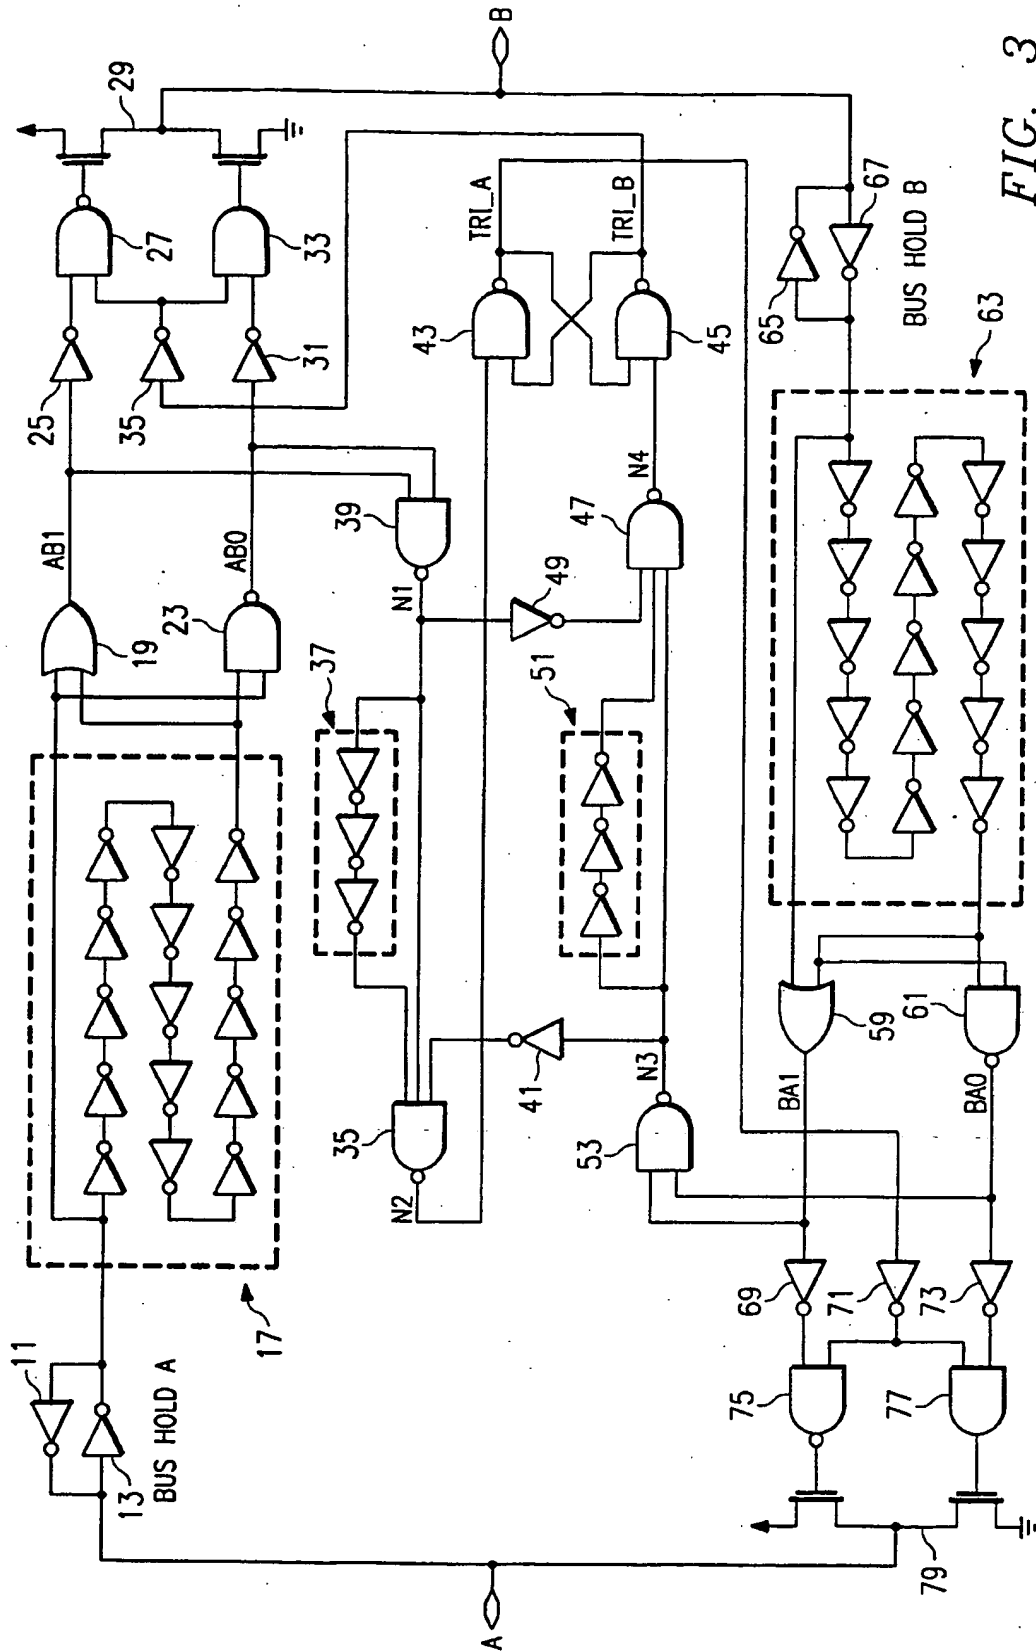 11
13
BUS HOLD A
17
19
AB1
23
AB0
25
35
31
27
33
29
37
39
N1
35
N2
41
N3
49
51
47
N4
43
45
TRI_A
TRI_B
B
A
53
BA1
BA0
59
61
63
65
67
BUS HOLD B
69
71
73
75
77
79
FIG. 3